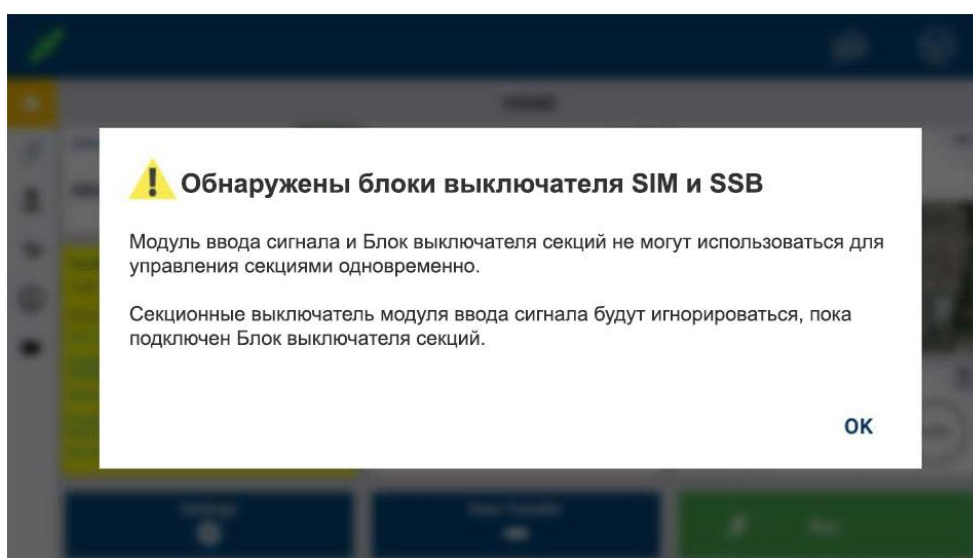 Обнаружены блоки выключателя SIM и SSB
Модуль ввода сигнала и Блок выключателя секций не могут использоваться для
управления секциями одновременно.
Секционные выключатель модуля ввода сигнала будут игнорироваться, пока
подключен Блок выключателя секций.
OK